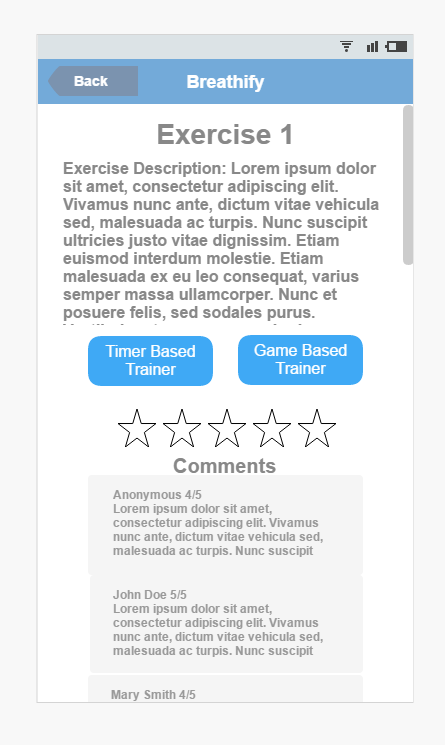 Back
Breathify
Exercise 1
Exercise Description: Lorem ipsum dolor
sit amet, consectetur adipiscing elit.
Vivamus nunc ante, dictum vitae vehicula
sed, malesuada ac turpis. Nunc suscipit
ultricies justo vitae dignissim. Etiam
euismod interdum molestie. Etiam
malesuada ex eu leo consequat, varius
semper massa ullamcorper. Nunc et
posuere felis, sed sodales purus.
Timer Based
Trainer
Game Based
Trainer
Comments
Anonymous 4/5
Lorem ipsum dolor sit amet,
consectetur adipiscing elit. Vivamus
nunc ante, dictum vitae vehicula sed,
malesuada ac turpis. Nunc suscipit
John Doe 5/5
Lorem ipsum dolor sit amet,
consectetur adipiscing elit. Vivamus
nunc ante, dictum vitae vehicula sed,
malesuada ac turpis. Nunc suscipit
Mary Smith 4/5